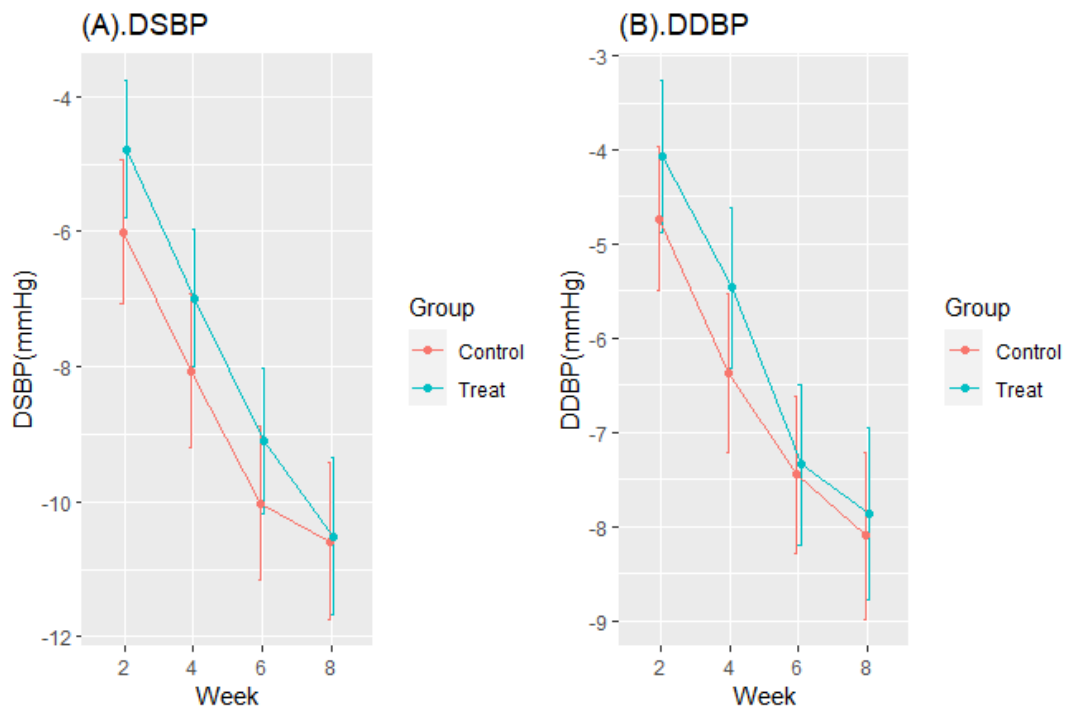 (A).DSBP
DSBP(mmHg)
-4
-6
-8
-10
-12
2 4 6 8
Week
Group
Control
Treat
(B).DDBP
DDBP(mmHg)
-3
-4
-5
-6
-7
-8
-9
2 4 6 8
Week
Group
Control
Treat